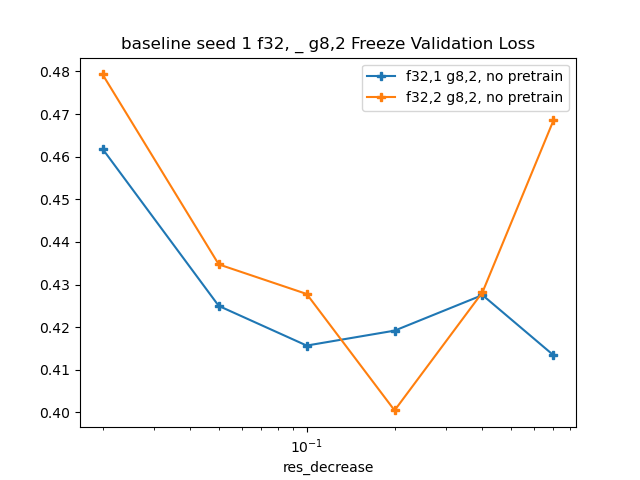 baseline seed 1 f32, _ g8,2 Freeze Validation Loss
f32,1 g8,2, no pretrain
f32,2 g8,2, no pretrain
0.48
0.47
0.46
0.45
0.44
0.43
0.42
0.41
0.40
10⁻¹
res_decrease